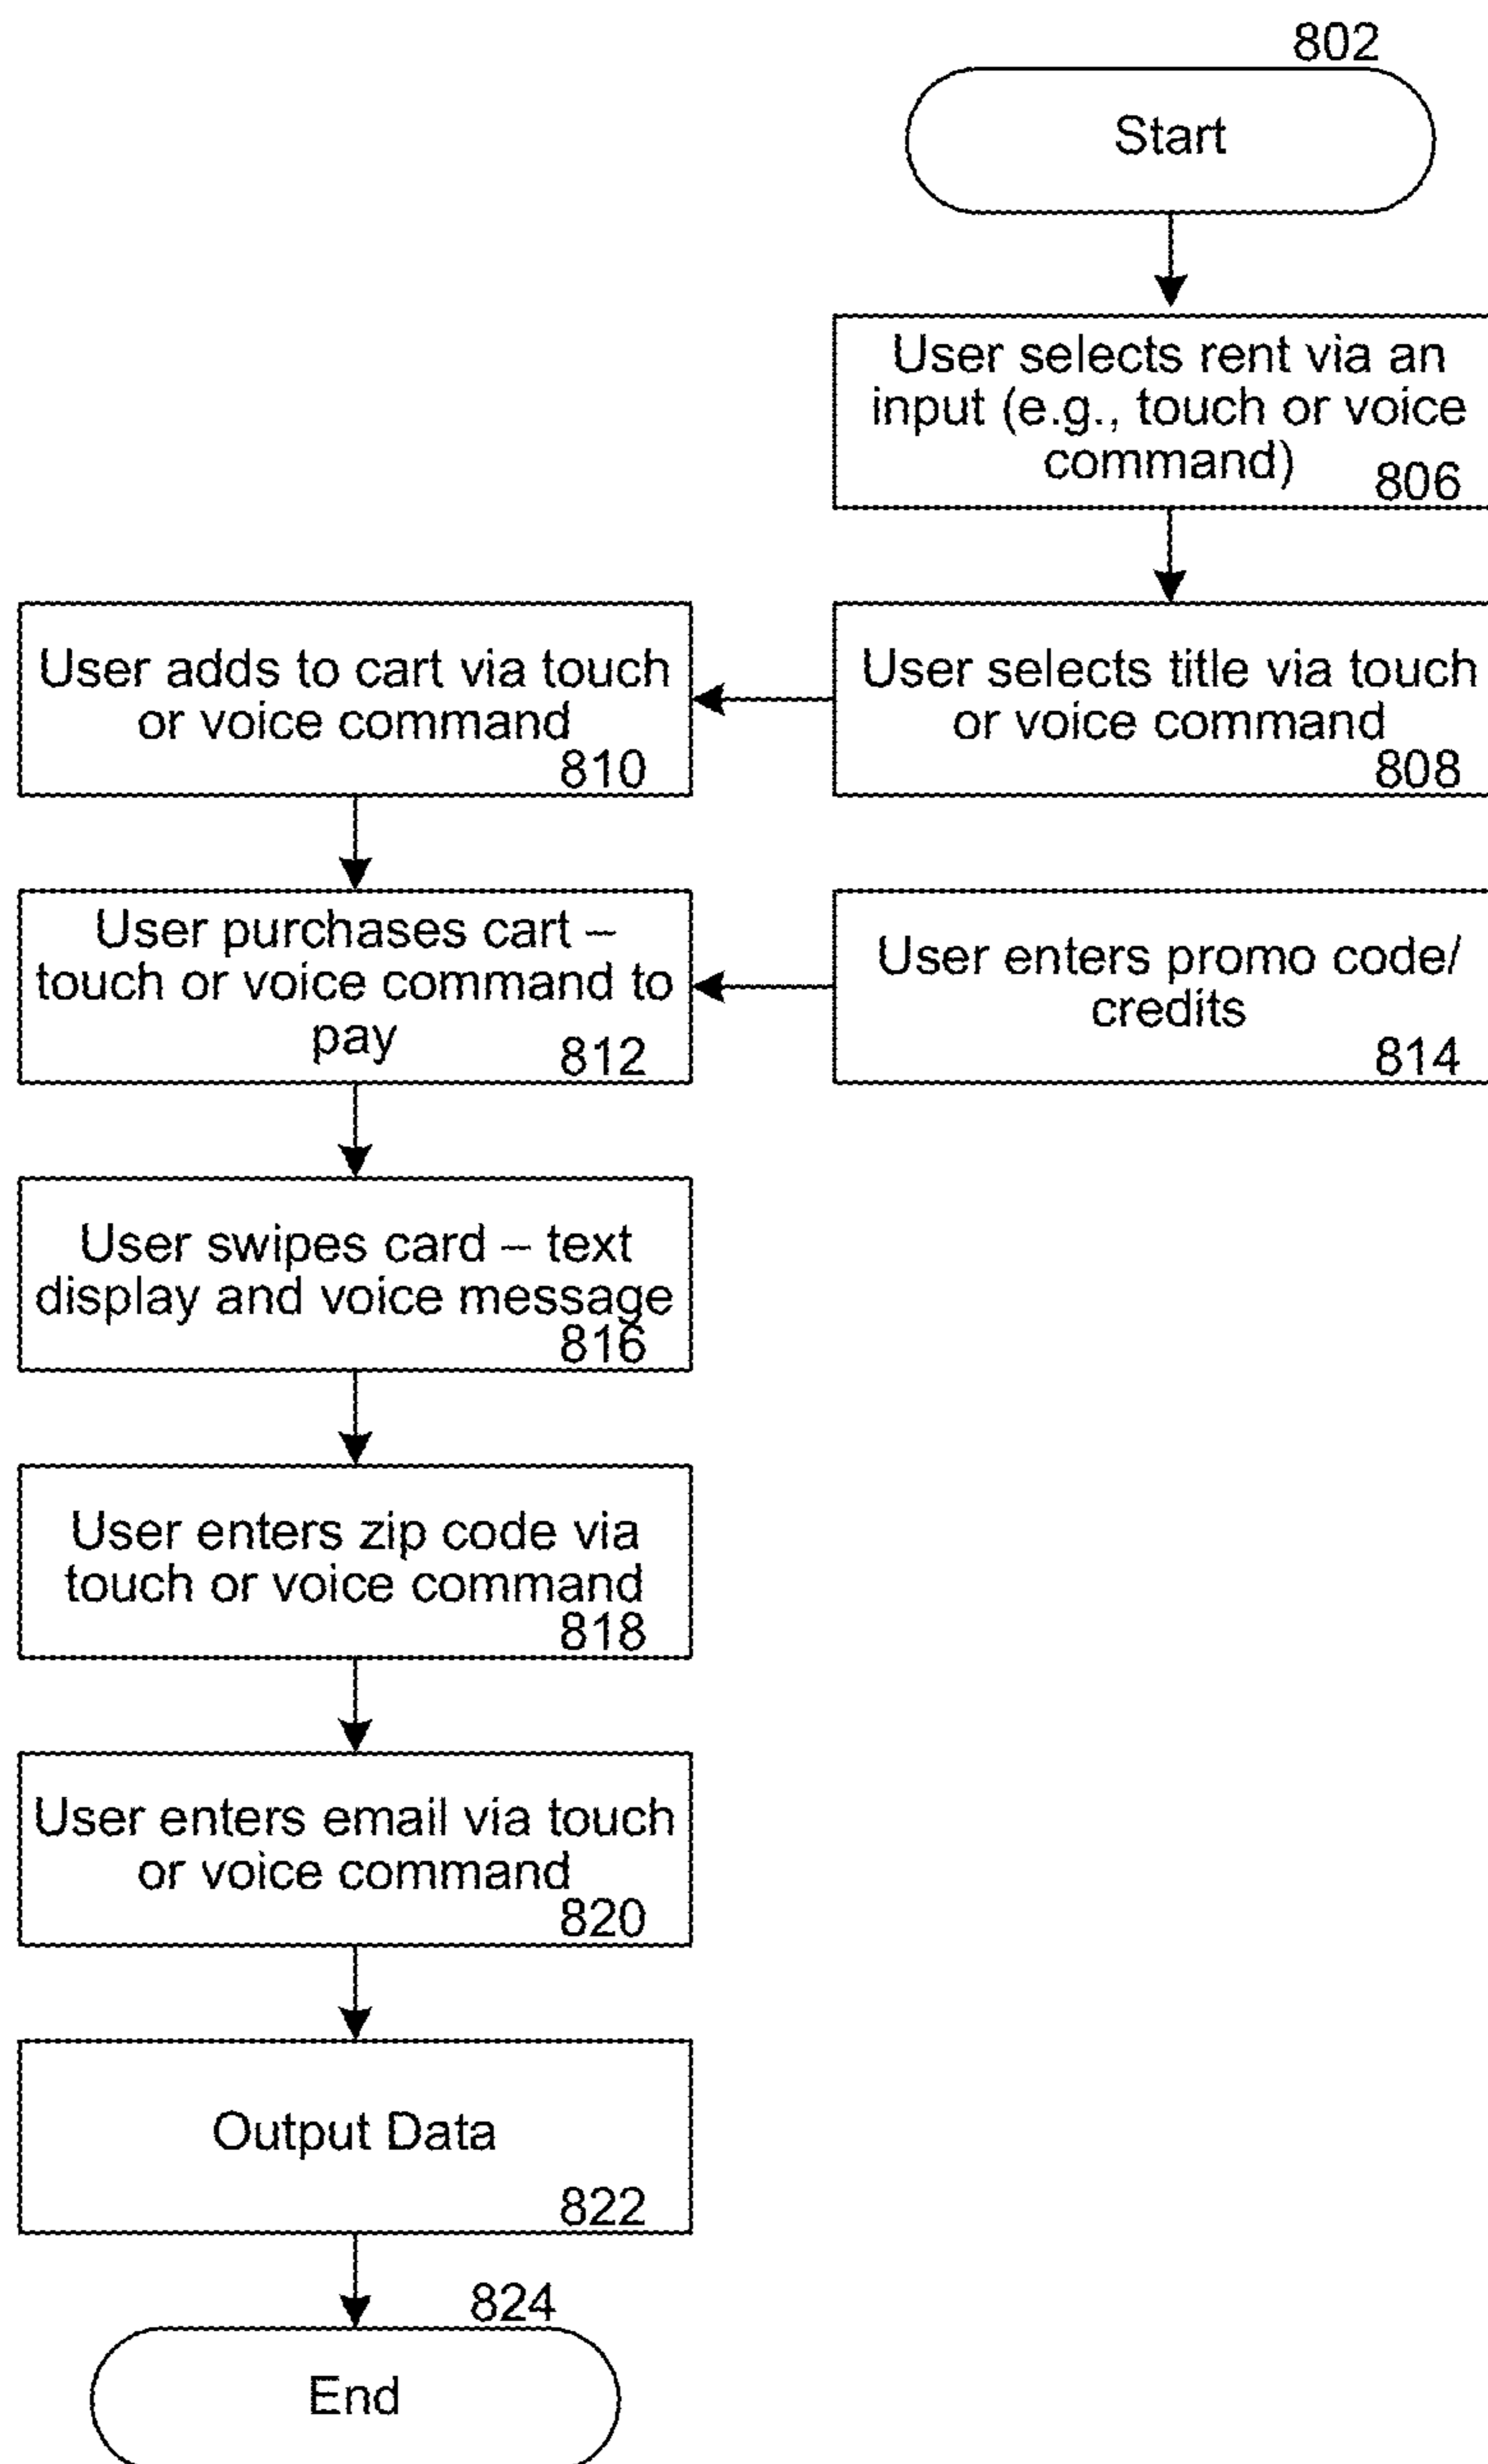 802
Start
User selects rent via an
input (e.g., touch or voice
command)
806
User selects title via touch
or voice command
808
User adds to cart via touch
or voice command
810
User purchases cart –
touch or voice command to
pay
812
User enters promo code/
credits
814
User swipes card – text
display and voice message
816
User enters zip code via
touch or voice command
818
User enters email via touch
or voice command
820
Output Data
822
824
End